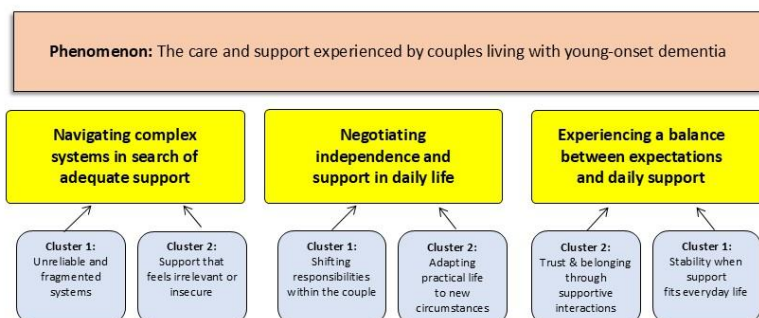 Phenomenon: The care and support experienced by couples living with young-onset dementia
Navigating complex
systems in search of
adequate support
Negotiating
independence and
support in daily life
Experiencing a balance
between expectations
and daily support
Cluster 1:
Unreliable and
fragmented
systems
Cluster 2:
Support that
feels irrelevant or
insecure
Cluster 1:
Shifting
responsibilities
within the couple
Cluster 2:
Adapting
practical life
to new
circumstances
Cluster 2:
Trust & belonging
through
supportive
interactions
Cluster 1:
Stability when
support
fits everyday life